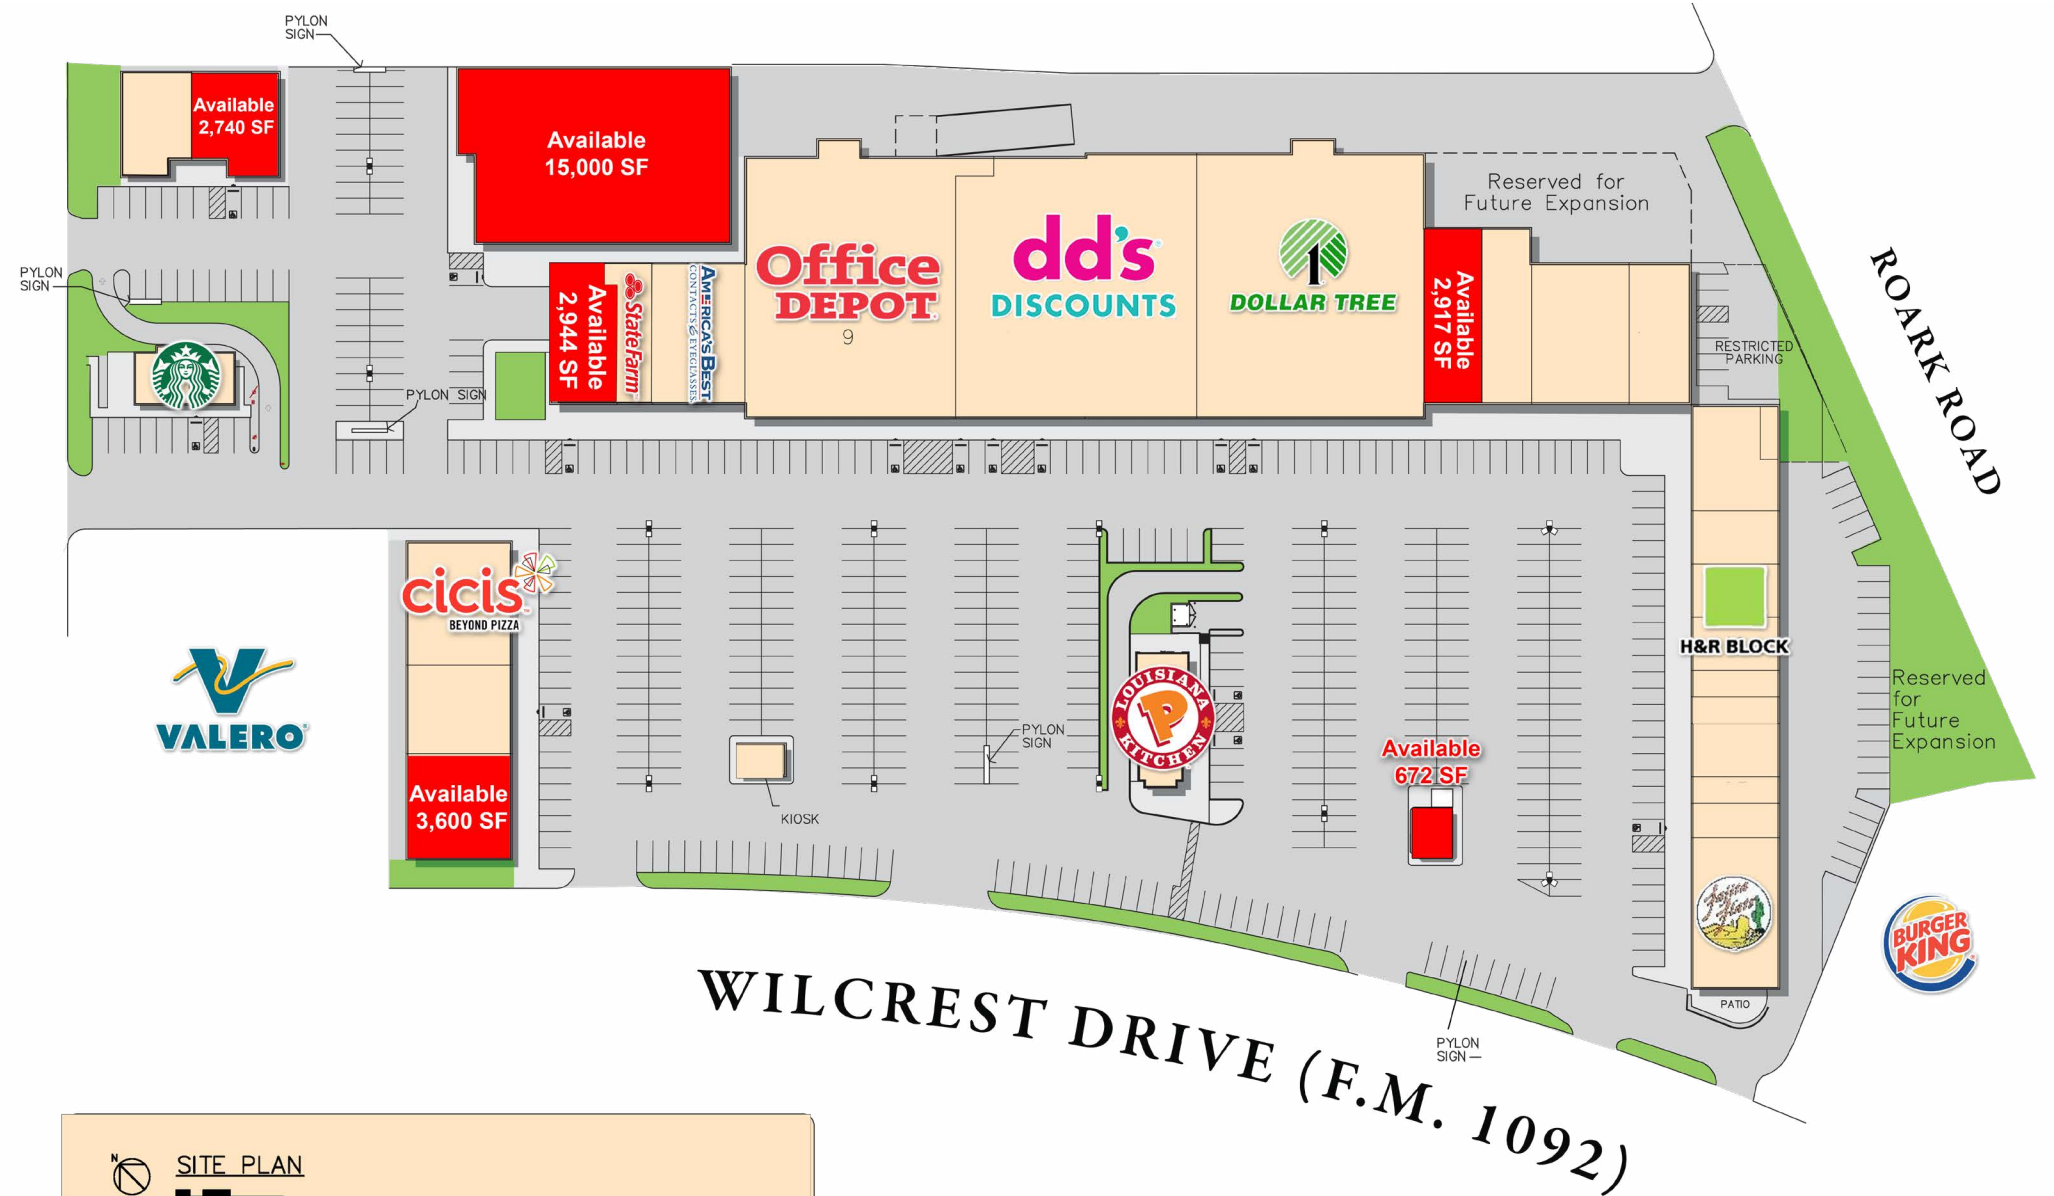 PYLON
SIGN
Available
2,740 SF
Available
15,000 SF
Reserved for
Future Expansion
PYLON
SIGN
Office
DEPOT
9
dd's
DISCOUNTS
1
DOLLAR TREE
Available
2,944 SF
StateFarm
AMERICA'S BEST
CONTACTS & EYEGLASSES
Available
2,917 SF
RESTRICTED
PARKING
ROARK ROAD
PYLON SIGN
cicis
BEYOND PIZZA
VALERO
Available
3,600 SF
KIOSK
PYLON
SIGN
LOUISIANA
P
KITCHEN
Available
672 SF
H&R BLOCK
Reserved
for
Future
Expansion
BURGER
KING
PATIO
PYLON
SIGN
WILCREST DRIVE (F.M. 1092)
N
SITE PLAN